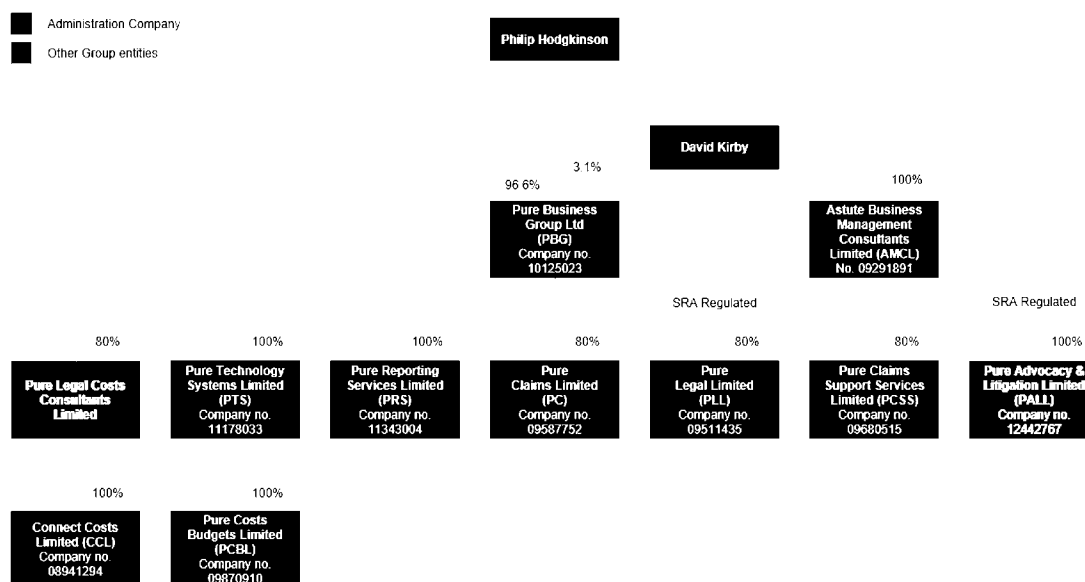 Administration Company
Other Group entities
Philip Hodgkinson
David Kirby
3.1%
96.6%
100%
Pure Business
Group Ltd
(PBG)
Company no.
10125023
Astute Business
Management
Consultants
Limited (AMCL)
No. 09291891
SRA Regulated
SRA Regulated
80%
100%
100%
80%
80%
80%
100%
Pure Legal Costs
Consultants
Limited
Pure Technology
Systems Limited
(PTS)
Company no.
11178033
Pure Reporting
Services Limited
(PRS)
Company no.
11343004
Pure
Claims Limited
(PC)
Company no.
09587752
Pure
Legal Limited
(PLL)
Company no.
09511435
Pure Claims
Support Services
Limited (PCSS)
Company no.
09680515
Pure Advocacy &
Litigation Limited
(PALL)
Company no.
12442767
100%
100%
Connect Costs
Limited (CCL)
Company no.
08941294
Pure Costs
Budgets Limited
(PCBL)
Company no.
09870910